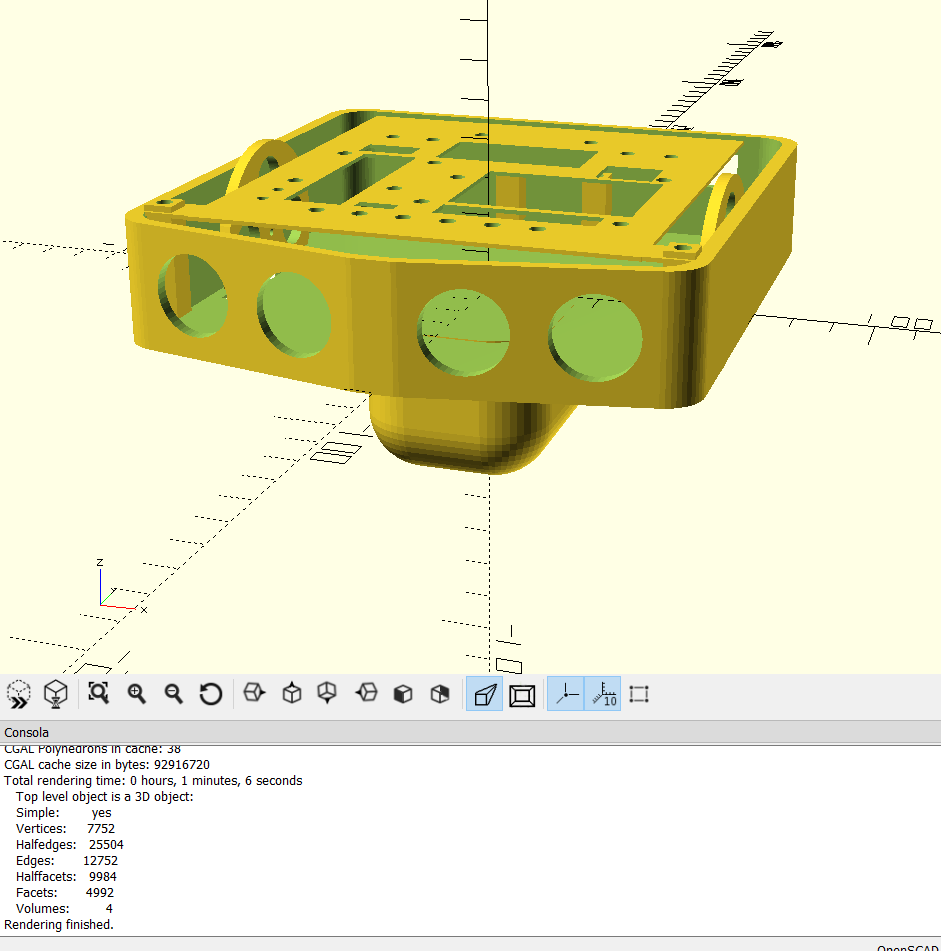 z
y
x
10
Consola
CGAL Polyhedrons in cache: 38
CGAL cache size in bytes: 92916720
Total rendering time: 0 hours, 1 minutes, 6 seconds
Top level object is a 3D object:
Simple: yes
Vertices: 7752
Halfedges: 25504
Edges: 12752
Halffacets: 9984
Facets: 4992
Volumes: 4
Rendering finished.
OpenSCAD